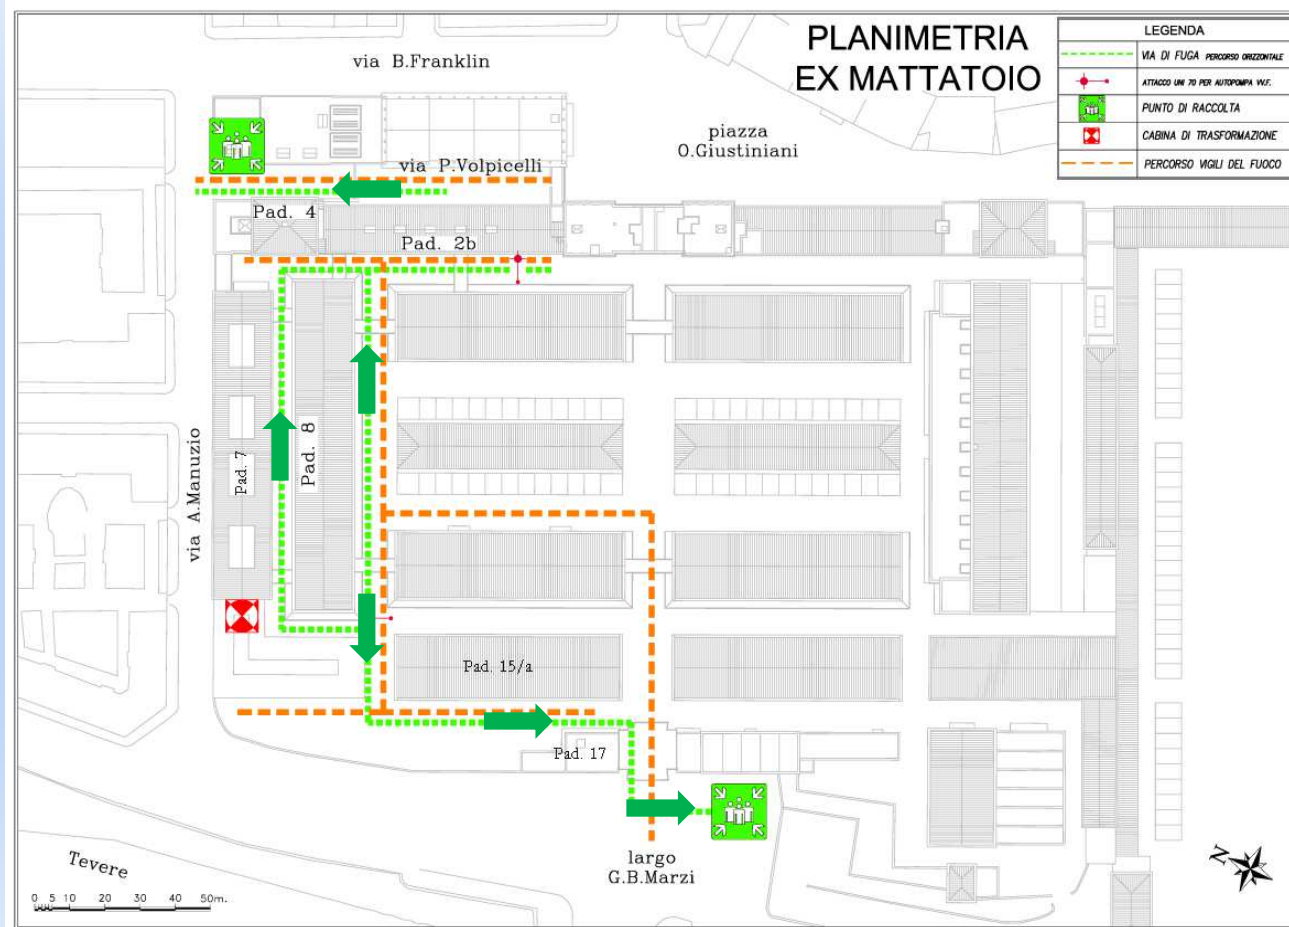 PLANIMETRIA
EX MATTATOIO
LEGENDA
VIA DI FUGA PERCORSO ORIZZONTALE
ATTACCO UNI 70 PER AUTOPOMPA VV.F.
PUNTO DI RACCOLTA
CABINA DI TRASFORMAZIONE
PERCORSO VIGILI DEL FUOCO
via B.Franklin
piazza
O.Giustiniani
via P.Volpicelli
Pad. 4
Pad. 2b
via A.Manuzio
Pad. 7
Pad. 8
Pad. 15/a
Pad. 17
largo
G.B.Marzi
Tevere
N
0 5 10 20 30 40 50m.